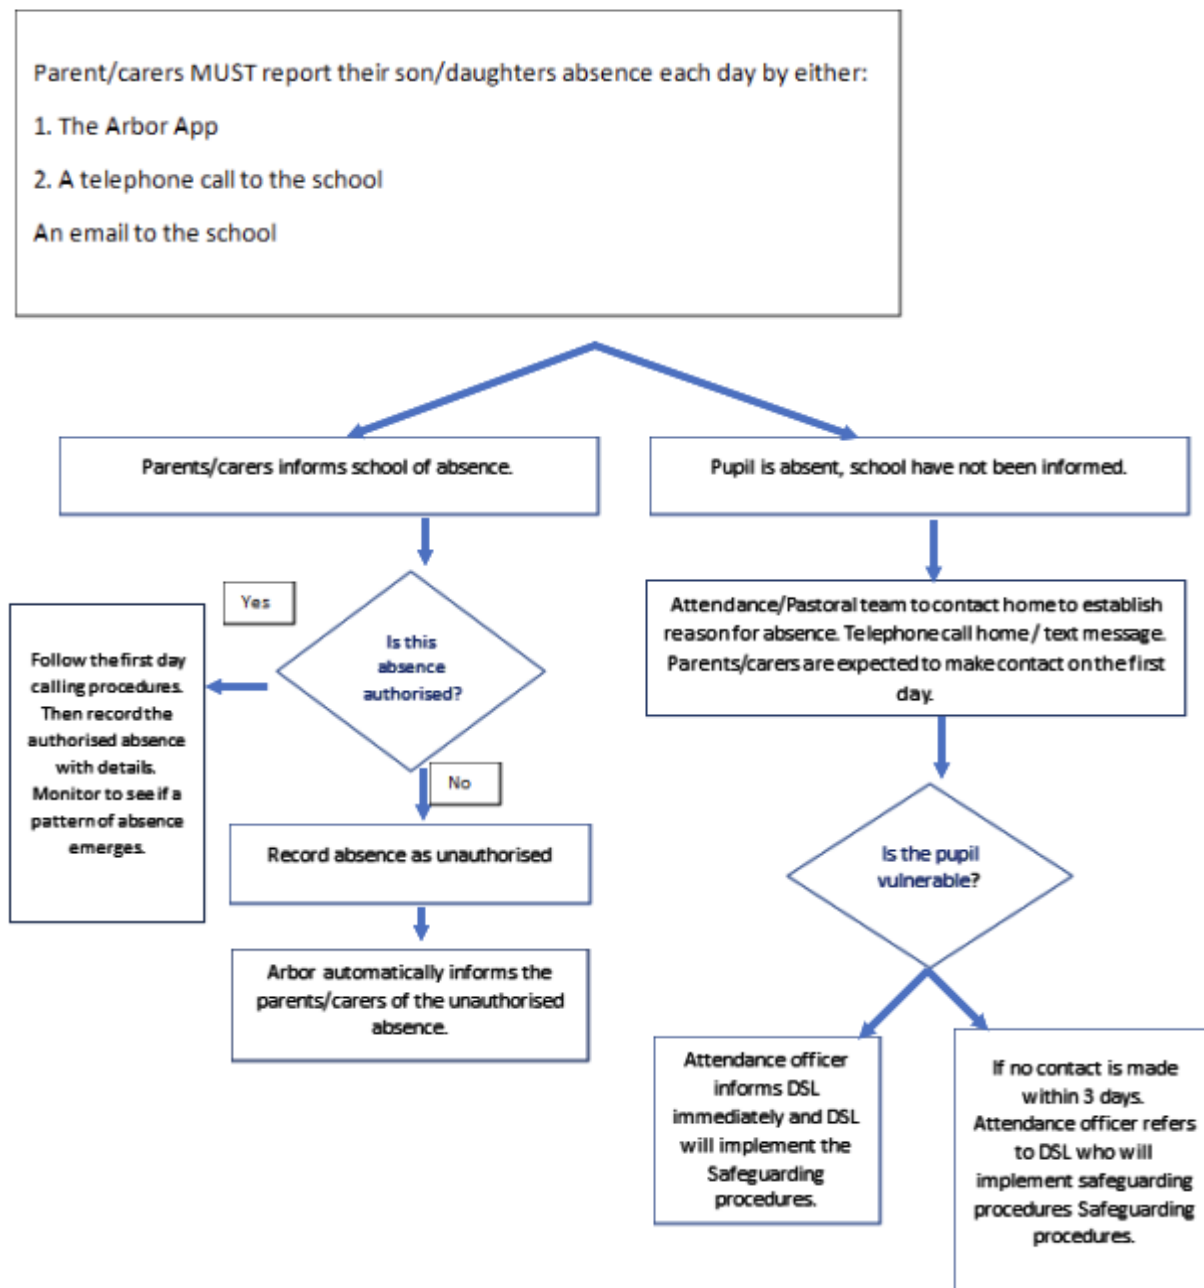 Parent/carers MUST report their son/daughters absence each day by either:
1. The Arbor App
2. A telephone call to the school
An email to the school
Parents/carers informs school of absence.
Pupil is absent, school have not been informed.
Yes
Is this
absence
authorised?
Follow the first day
calling procedures.
Then record the
authorised absence
with details.
Monitor to see if a
pattern of absence
emerges.
No
Record absence as unauthorised
Arbor automatically informs the
parents/carers of the unauthorised
absence.
Attendance/Pastoral team to contact home to establish
reason for absence. Telephone call home / text message.
Parents/carers are expected to make contact on the first
day.
Is the pupil
vulnerable?
Attendance officer
informs DSL
immediately and DSL
will implement the
Safeguarding
procedures.
If no contact is made
within 3 days.
Attendance officer refers
to DSL who will
implement safeguarding
procedures Safeguarding
procedures.